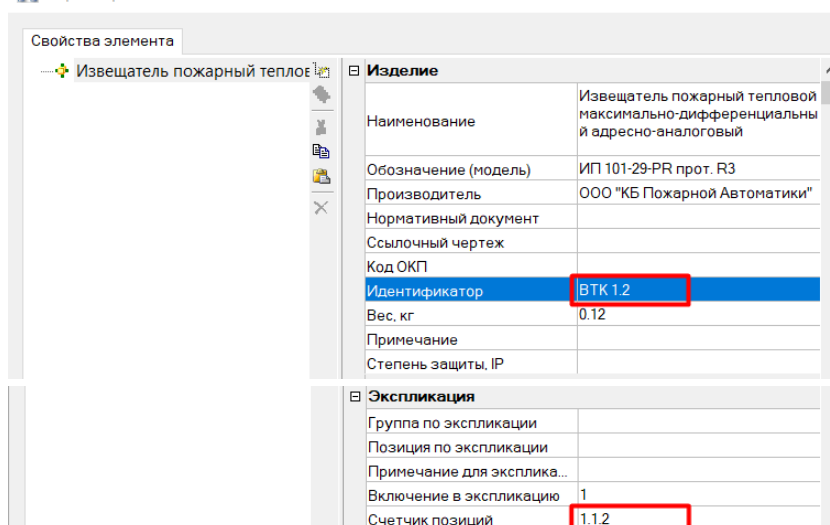 Свойства элемента
Извещатель пожарный теплов
Изделие
Наименование
Извещатель пожарный тепловой
максимально-дифференциальны
й адресно-аналоговый
Обозначение (модель) ИП 101-29-PR прот. R3
Производитель ООО "КБ Пожарной Автоматики"
Нормативный документ
Ссылочный чертеж
Код ОКП
Идентификатор ВТК 1.2
Вес, кг 0.12
Примечание
Степень защиты, IP
Экспликация
Группа по экспликации
Позиция по экспликации
Примечание для эксплика...
Включение в экспликацию 1
Счетчик позиций 1.1.2